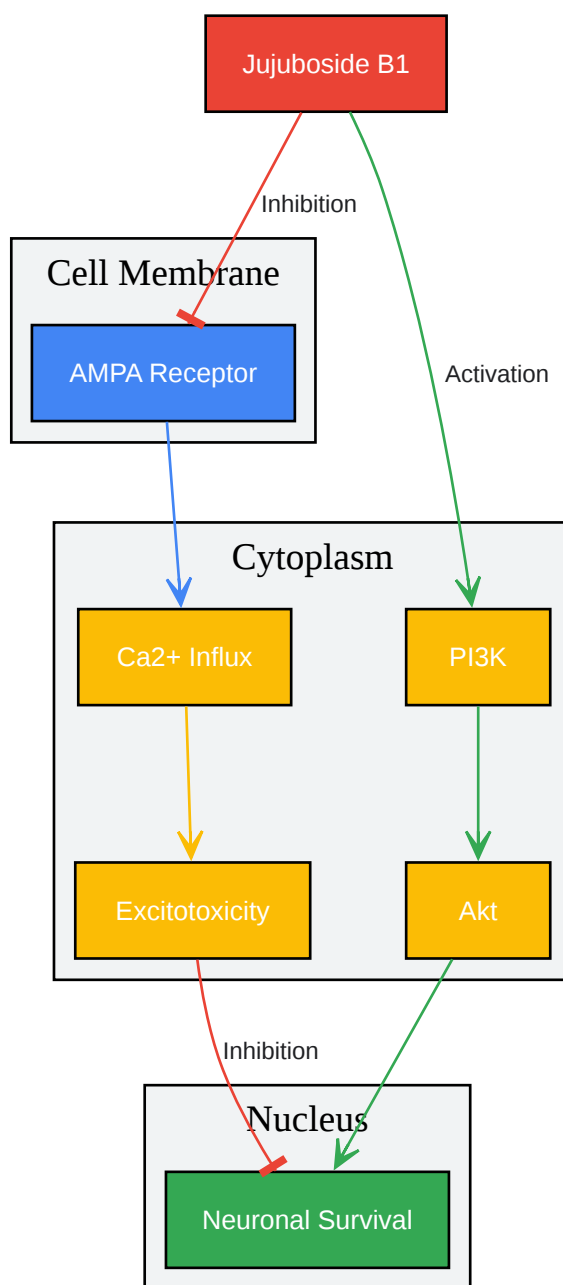 Jujuboside B1
Inhibition
Cell Membrane
AMPA Receptor
Activation
Cytoplasm
Ca2+ Influx
PI3K
Excitotoxicity
Akt
Inhibition
Nucleus
Neuronal Survival